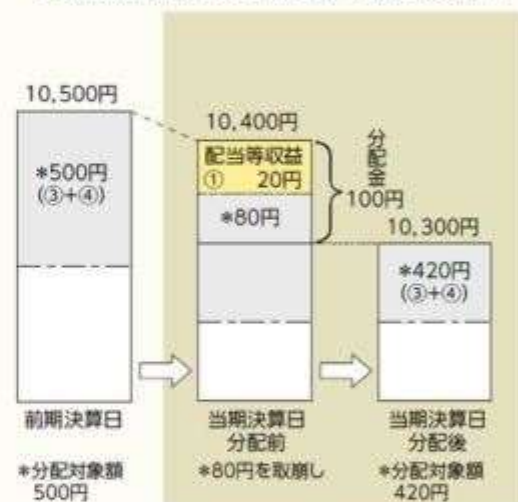 10,500円
*500円
(③+④)
10,400円
配当等収益
① 20円
*80円
分配金
100円
10,300円
*420円
(③+④)
前期決算日
当期決算日
分配前
当期決算日
分配後
*分配対象額
500円
*80円を取崩し
*分配対象額
420円